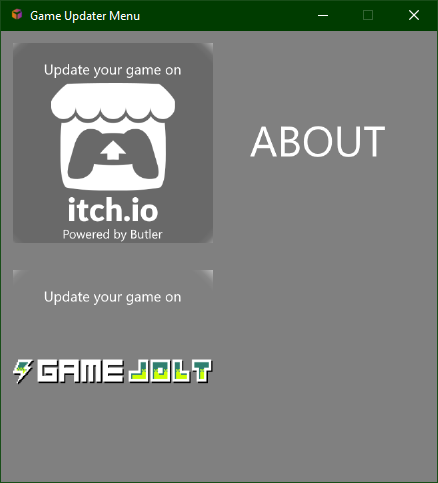 Game Updater Menu
Update your game on
itch.io
Powered by Butler
ABOUT
Update your game on
GAME JOLT